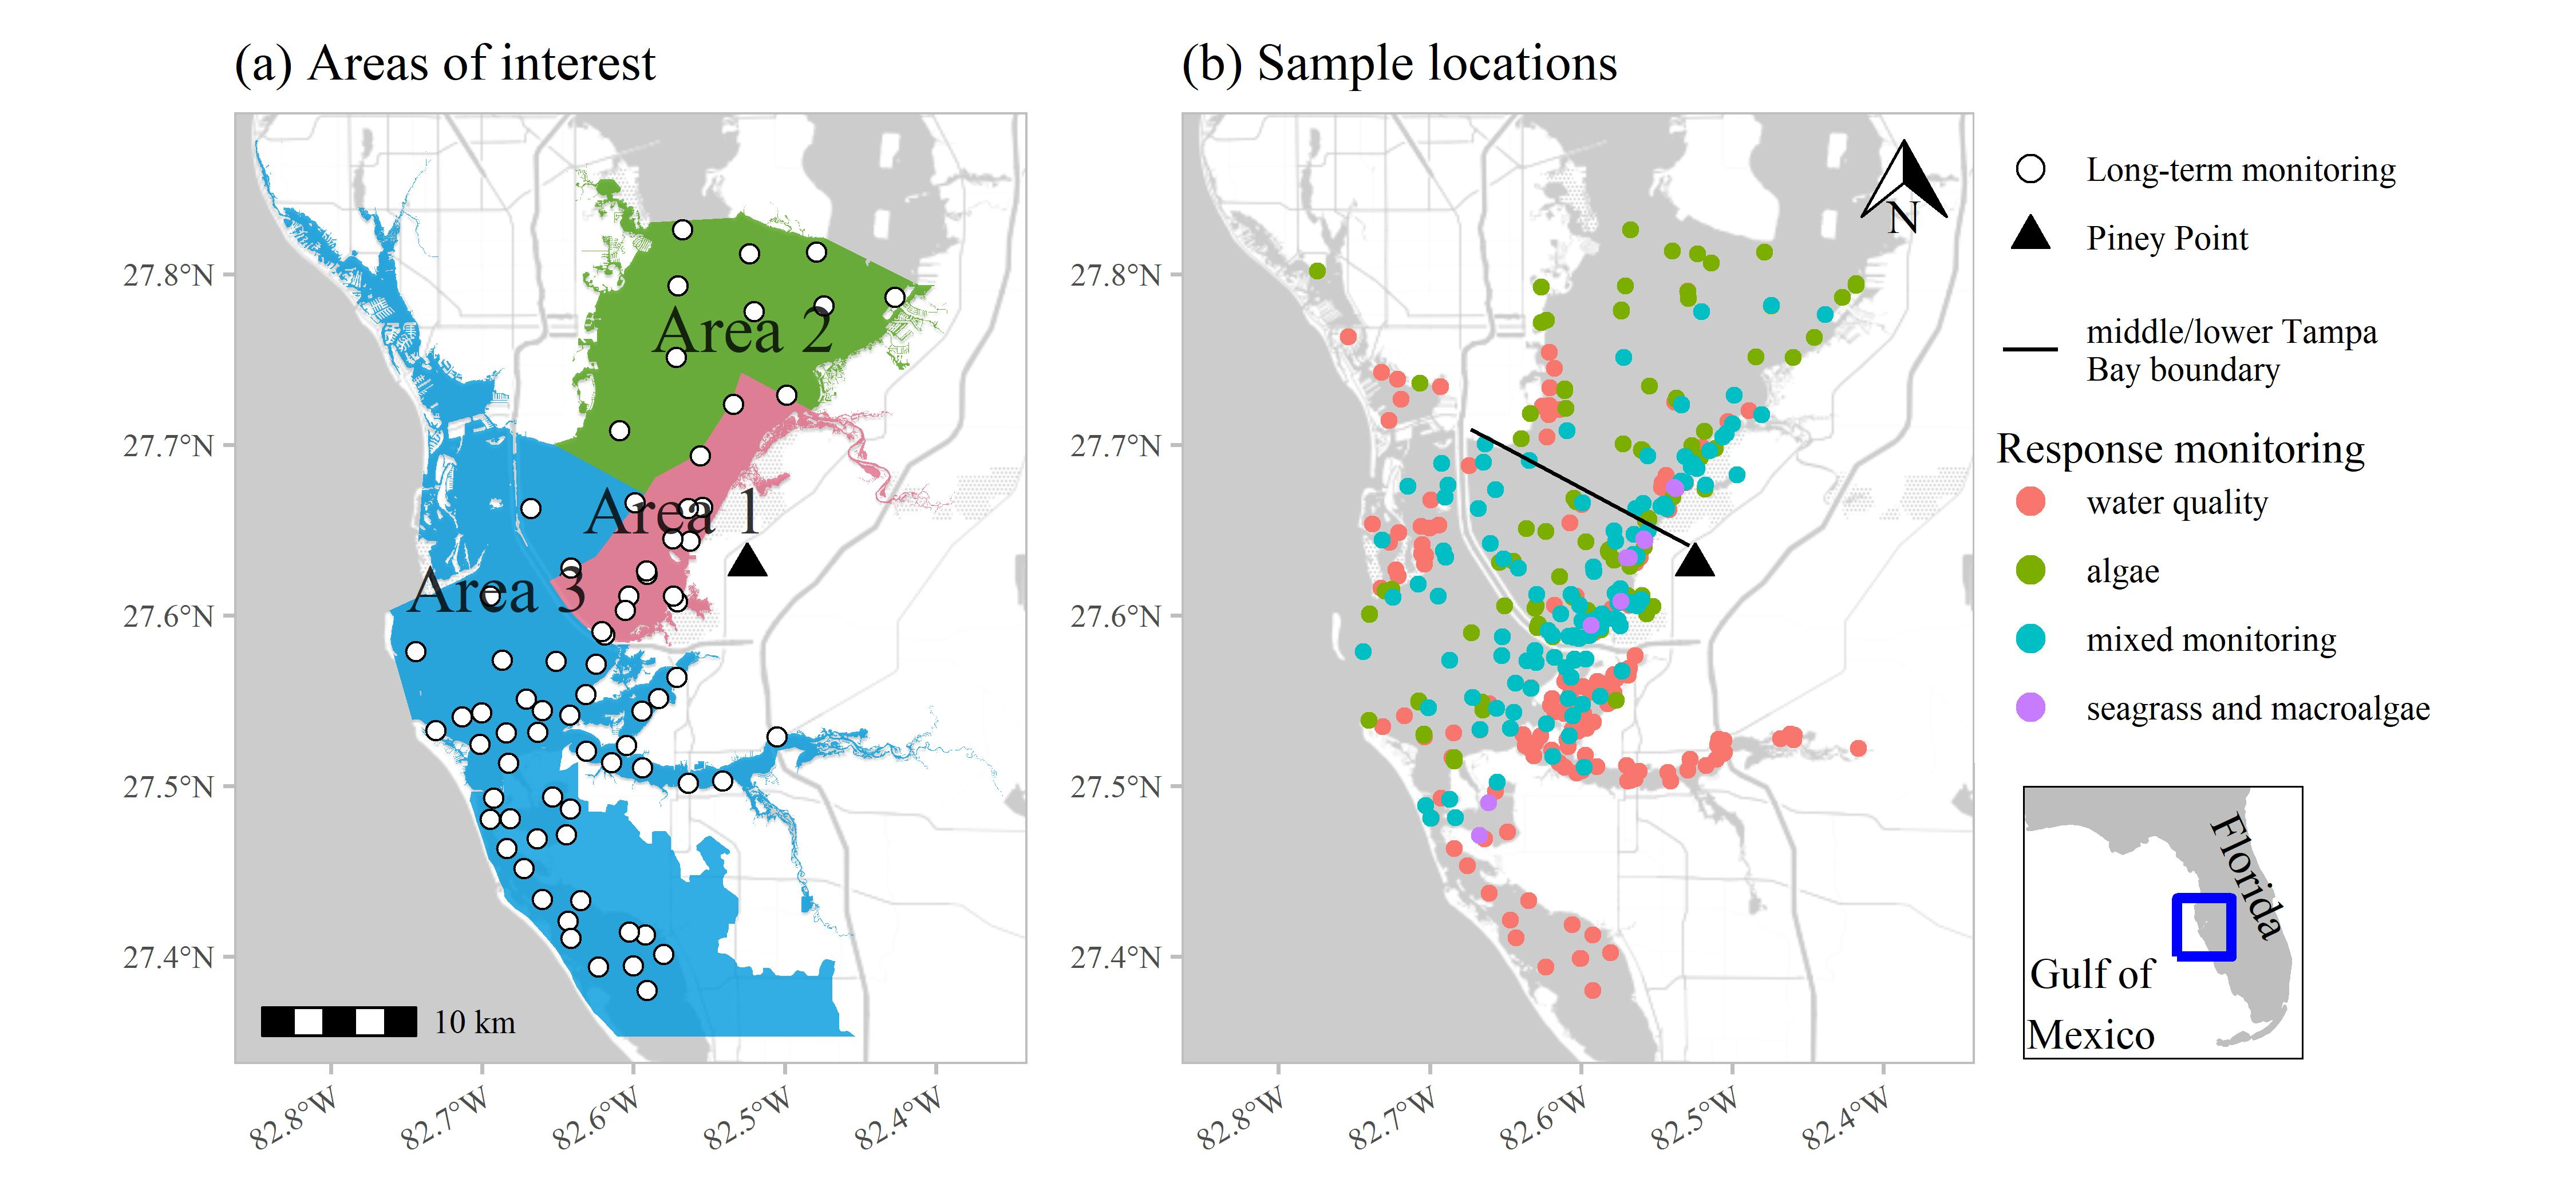 (a) Areas of interest
27.8°N
27.7°N
27.6°N
27.5°N
27.4°N
82.8°W
82.7°W
82.6°W
82.5°W
82.4°W
Area 2
Area 1
Area 3
10 km
(b) Sample locations
27.8°N
27.7°N
27.6°N
27.5°N
27.4°N
82.8°W
82.7°W
82.6°W
82.5°W
82.4°W
N
Long-term monitoring
Piney Point
middle/lower Tampa
Bay boundary
Response monitoring
water quality
algae
mixed monitoring
seagrass and macroalgae
Florida
Gulf of
Mexico